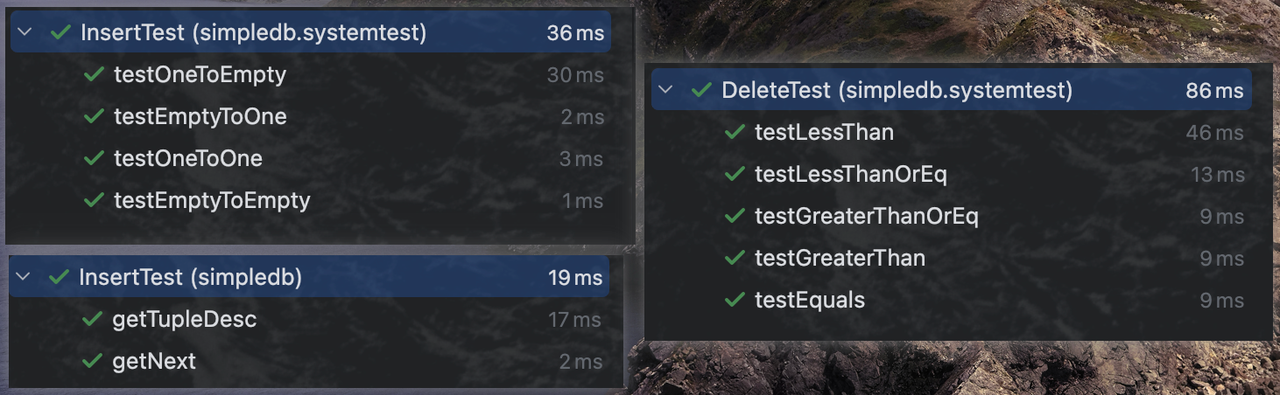 InsertTest (simpledb.systemtest) 36 ms
testOneToEmpty 30 ms
testEmptyToOne 2 ms
testOneToOne 3 ms
testEmptyToEmpty 1 ms
InsertTest (simpledb) 19 ms
getTupleDesc 17 ms
getNext 2 ms
DeleteTest (simpledb.systemtest) 86 ms
testLessThan 46 ms
testLessThanOrEq 13 ms
testGreaterThanOrEq 9 ms
testGreaterThan 9 ms
testEquals 9 ms